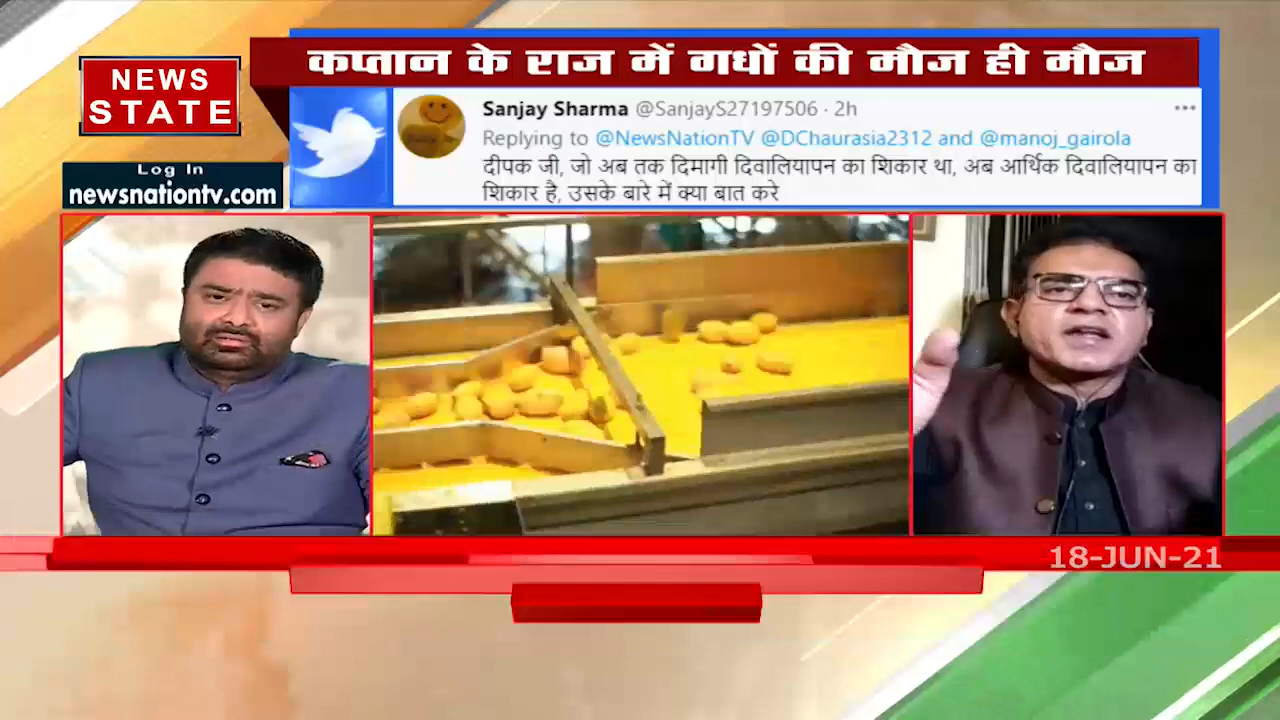 कप्तान के राज में गधों की मौज ही मौज
NEWS
STATE
Sanjay Sharma @SanjayS27197506 · 2h
Replying to @NewsNationTV @DChaurasia2312 and @manoj_gairola
दीपक जी, जो अब तक दिमागी दिवालियापन का शिकार था, अब आर्थिक दिवालियापन का
शिकार है, उसके बारे में क्या बात करे
Log In
newsnationtv.com
18-JUN-21